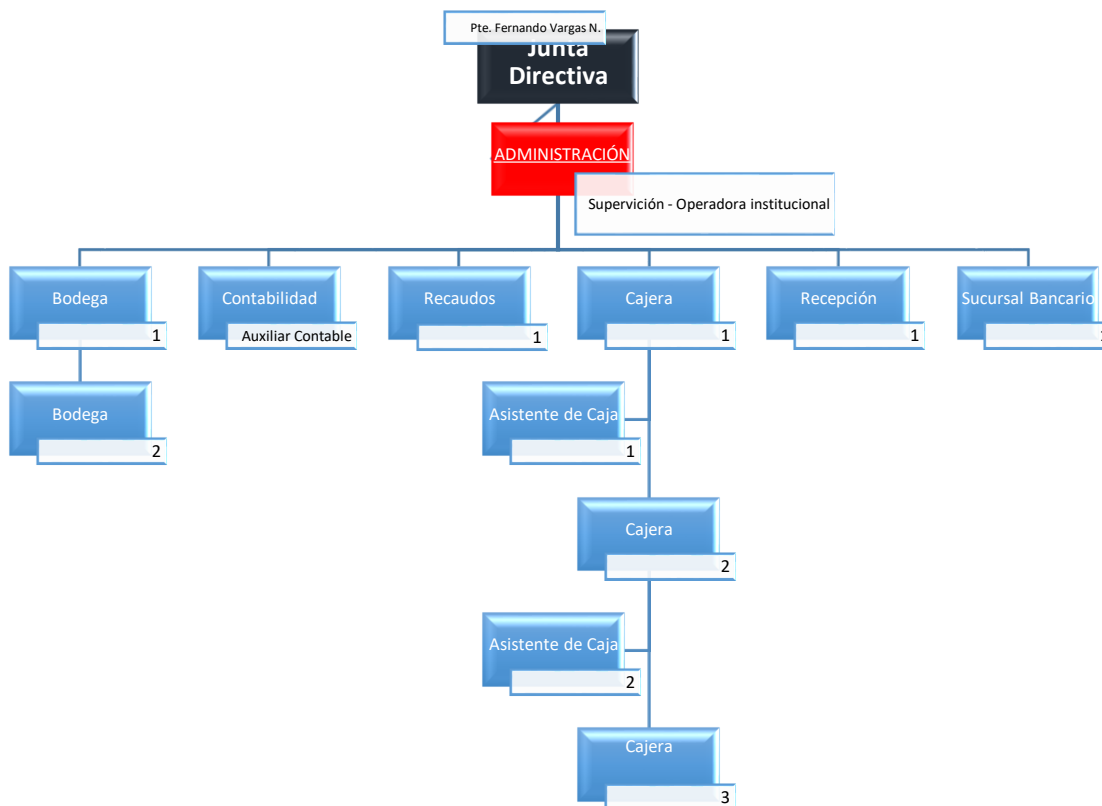 Pte. Fernando Vargas N.
Junta
Directiva
ADMINISTRACIÓN
Supervición - Operadora institucional
Bodega
1
Contabilidad
Auxiliar Contable
Recaudos
1
Cajera
1
Recepción
1
Sucursal Bancario
1
Bodega
2
Asistente de Caja
1
Cajera
2
Asistente de Caja
2
Cajera
3